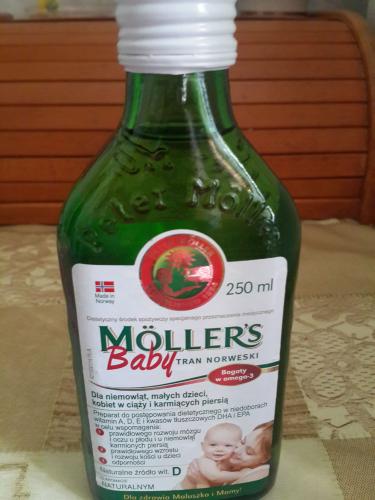 Peter Möller
Made in
Norway
250 ml
Dietetyczny środek spożywczy specjalnego przeznaczenia medycznego
MÖLLER'S
Baby TRAN NORWESKI
Bogaty
w omega-3
Dla niemowląt, małych dzieci,
kobiet w ciąży i karmiących piersią
Preparat do postępowania dietetycznego w niedoborach
witamin A, D, E i kwasów tłuszczowych DHA i EPA
w celu wspomagania:
prawidłowego rozwoju mózgu
i oczu u płodu i u niemowląt
karmionych piersią
prawidłowego wzrostu
i rozwoju kości u dzieci
odporności
Naturalne źródło wit. D
NATURALNYM
Dla zdrowia Maluszka i Mamy!